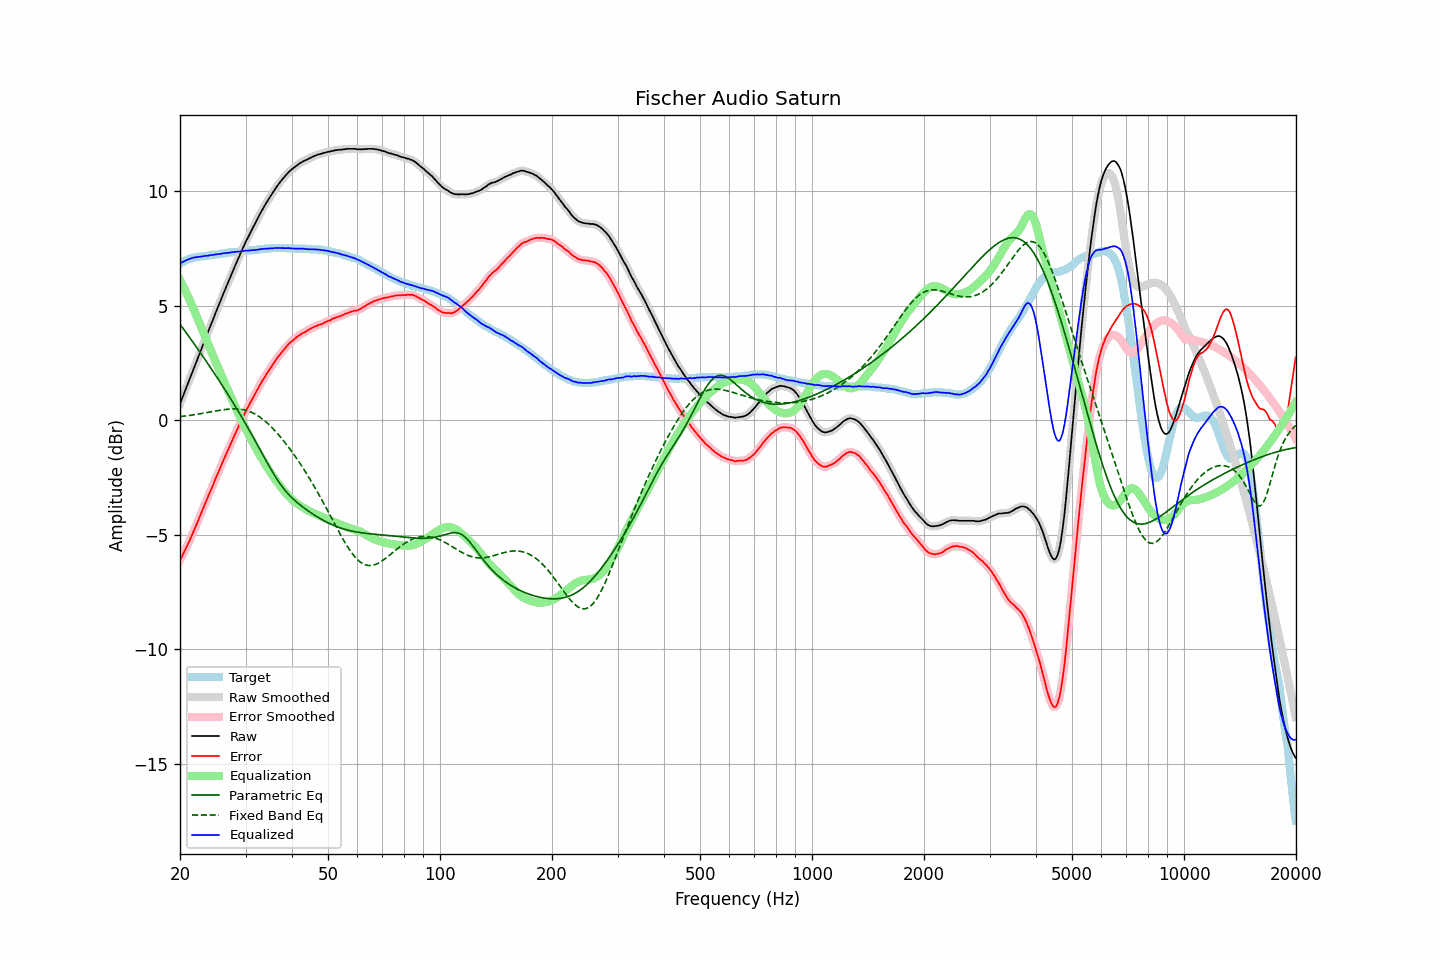 Fischer Audio Saturn
Amplitude (dBr)
10
5
0
−5
−10
−15
Target
Raw Smoothed
Error Smoothed
Raw
Error
Equalization
Parametric Eq
Fixed Band Eq
Equalized
20 50 100 200 500 1000 2000 5000 10000 20000
Frequency (Hz)